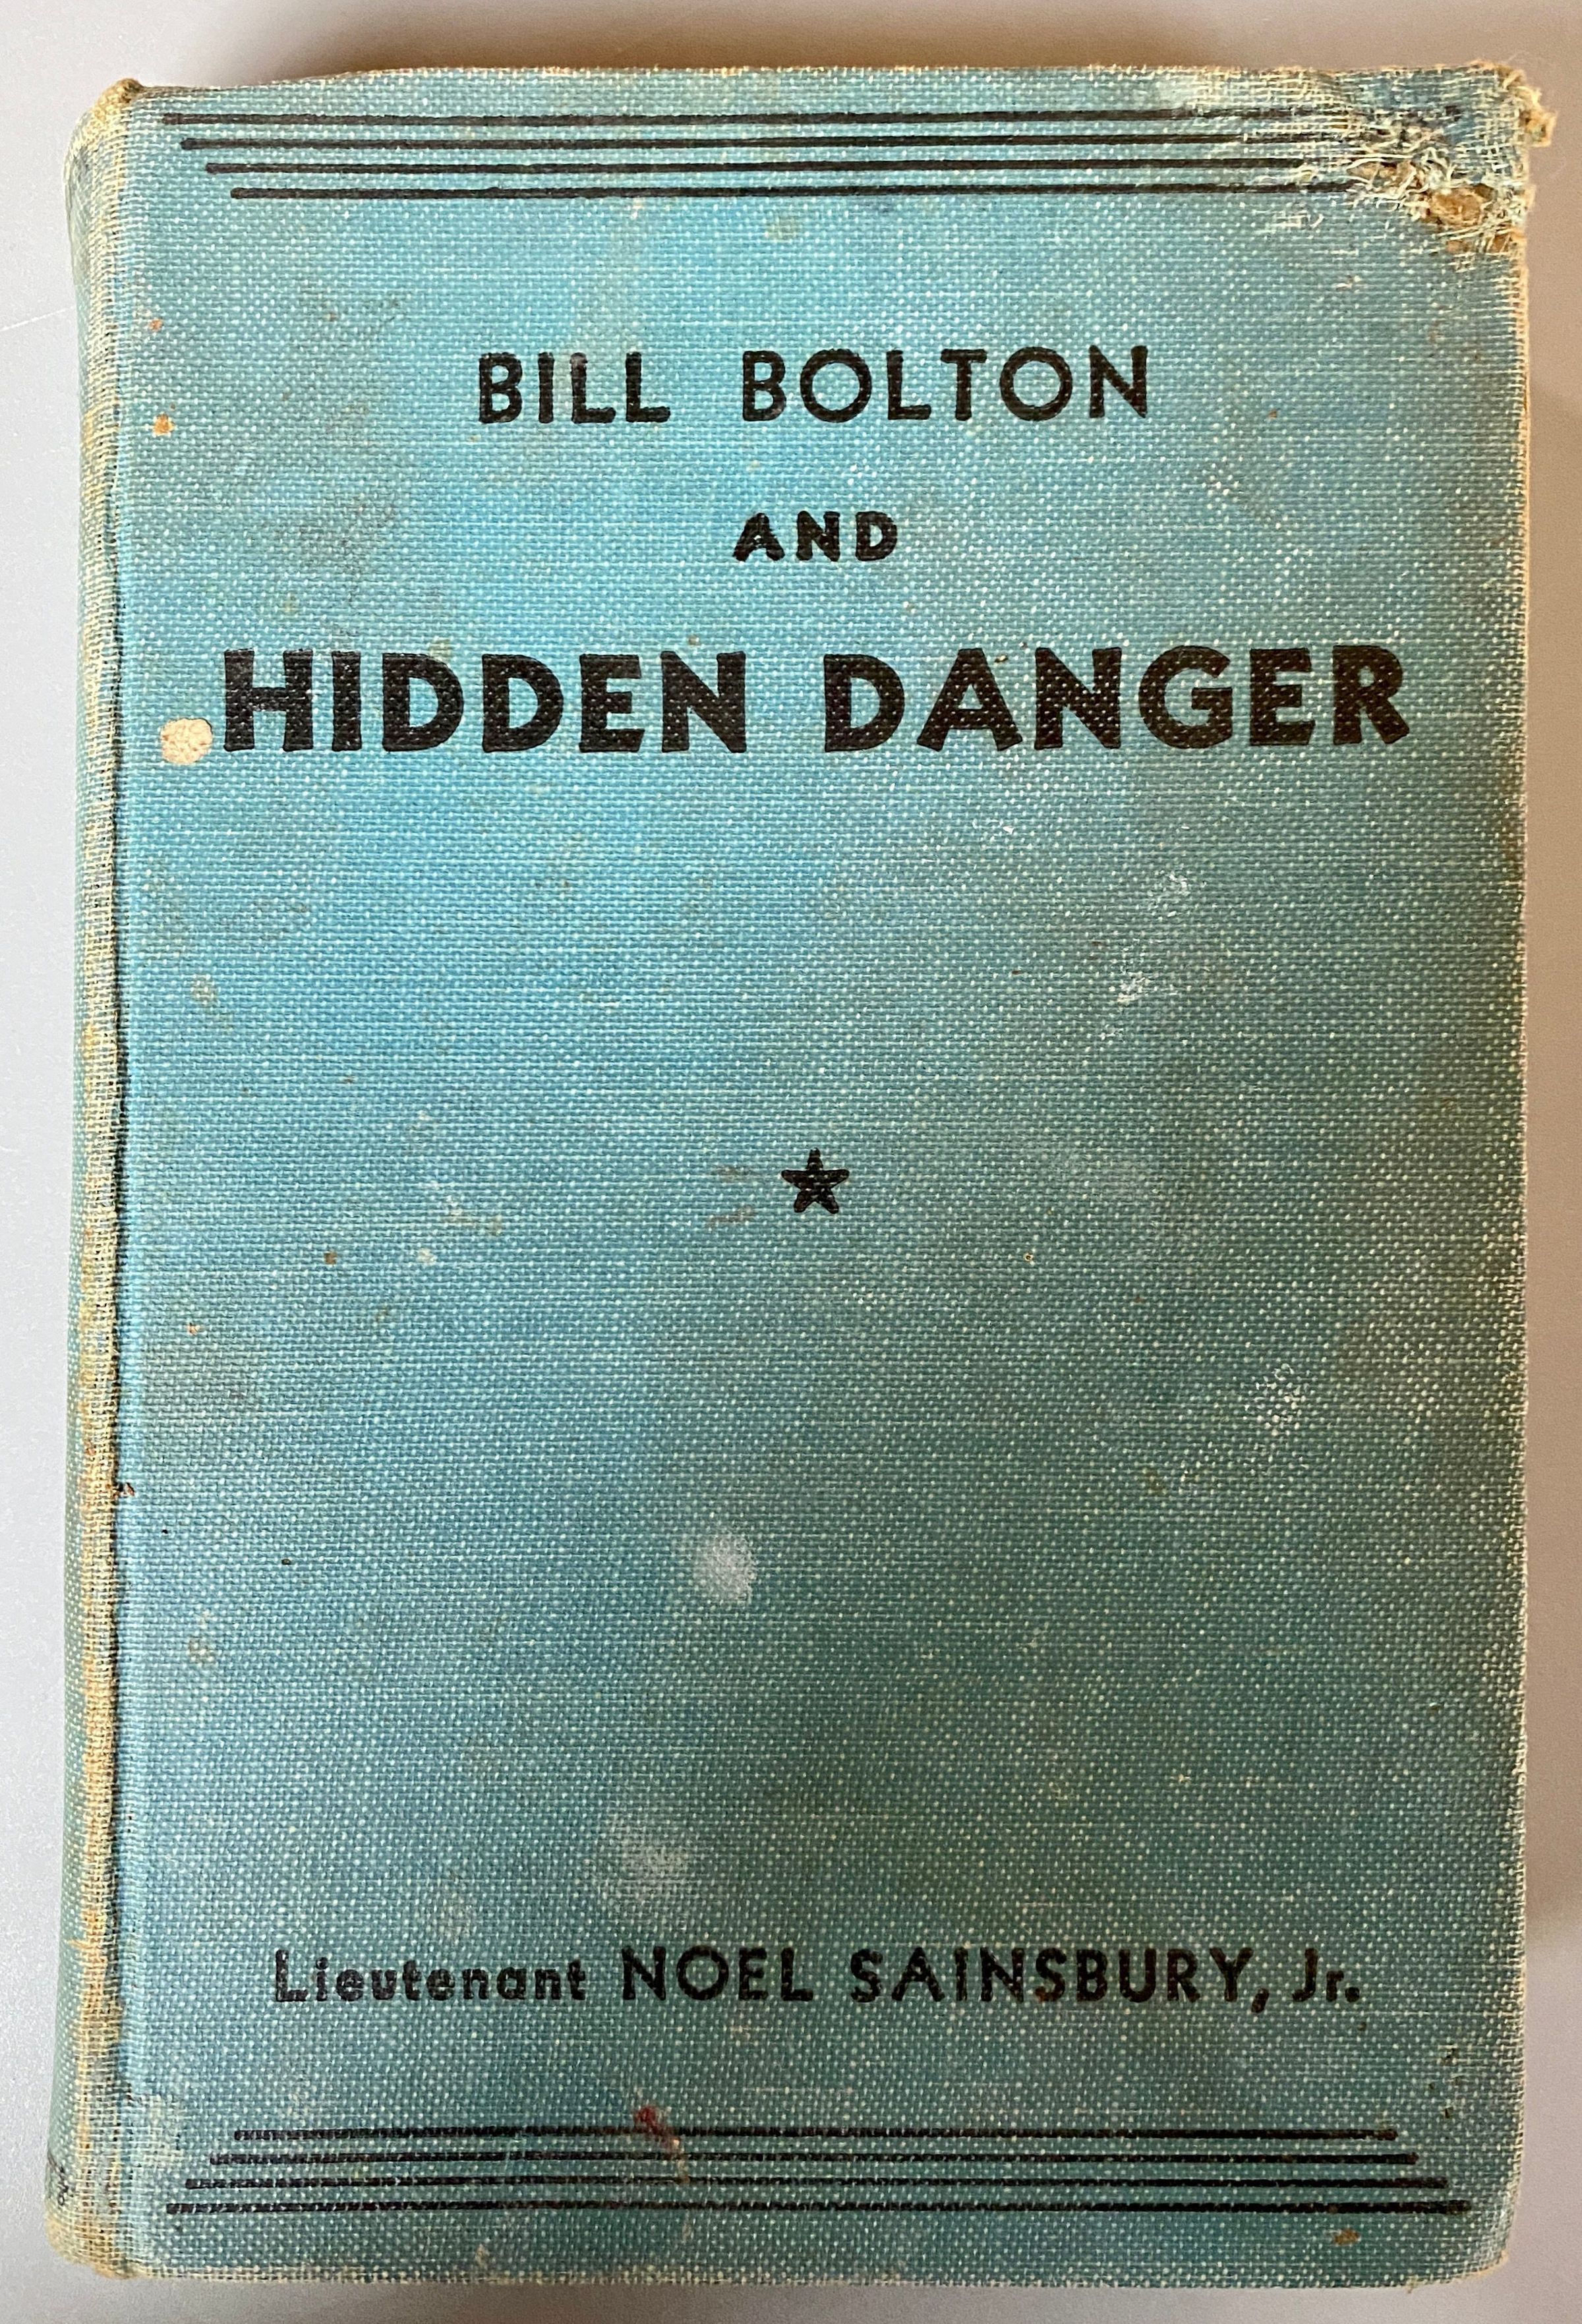 BILL BOLTON
AND
HIDDEN DANGER
Lieutenant NOEL SAINSBURY, Jr.